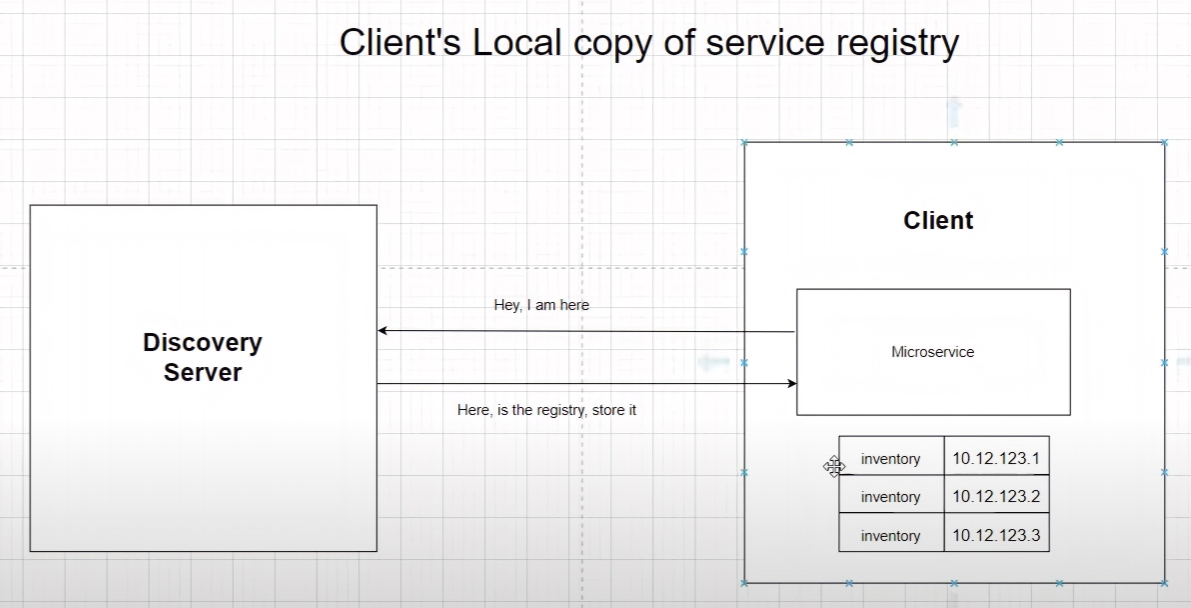 Client's Local copy of service registry
Client
Hey, I am here
Discovery
Server
Microservice
Here, is the registry, store it
inventory 10.12.123.1
inventory 10.12.123.2
inventory 10.12.123.3